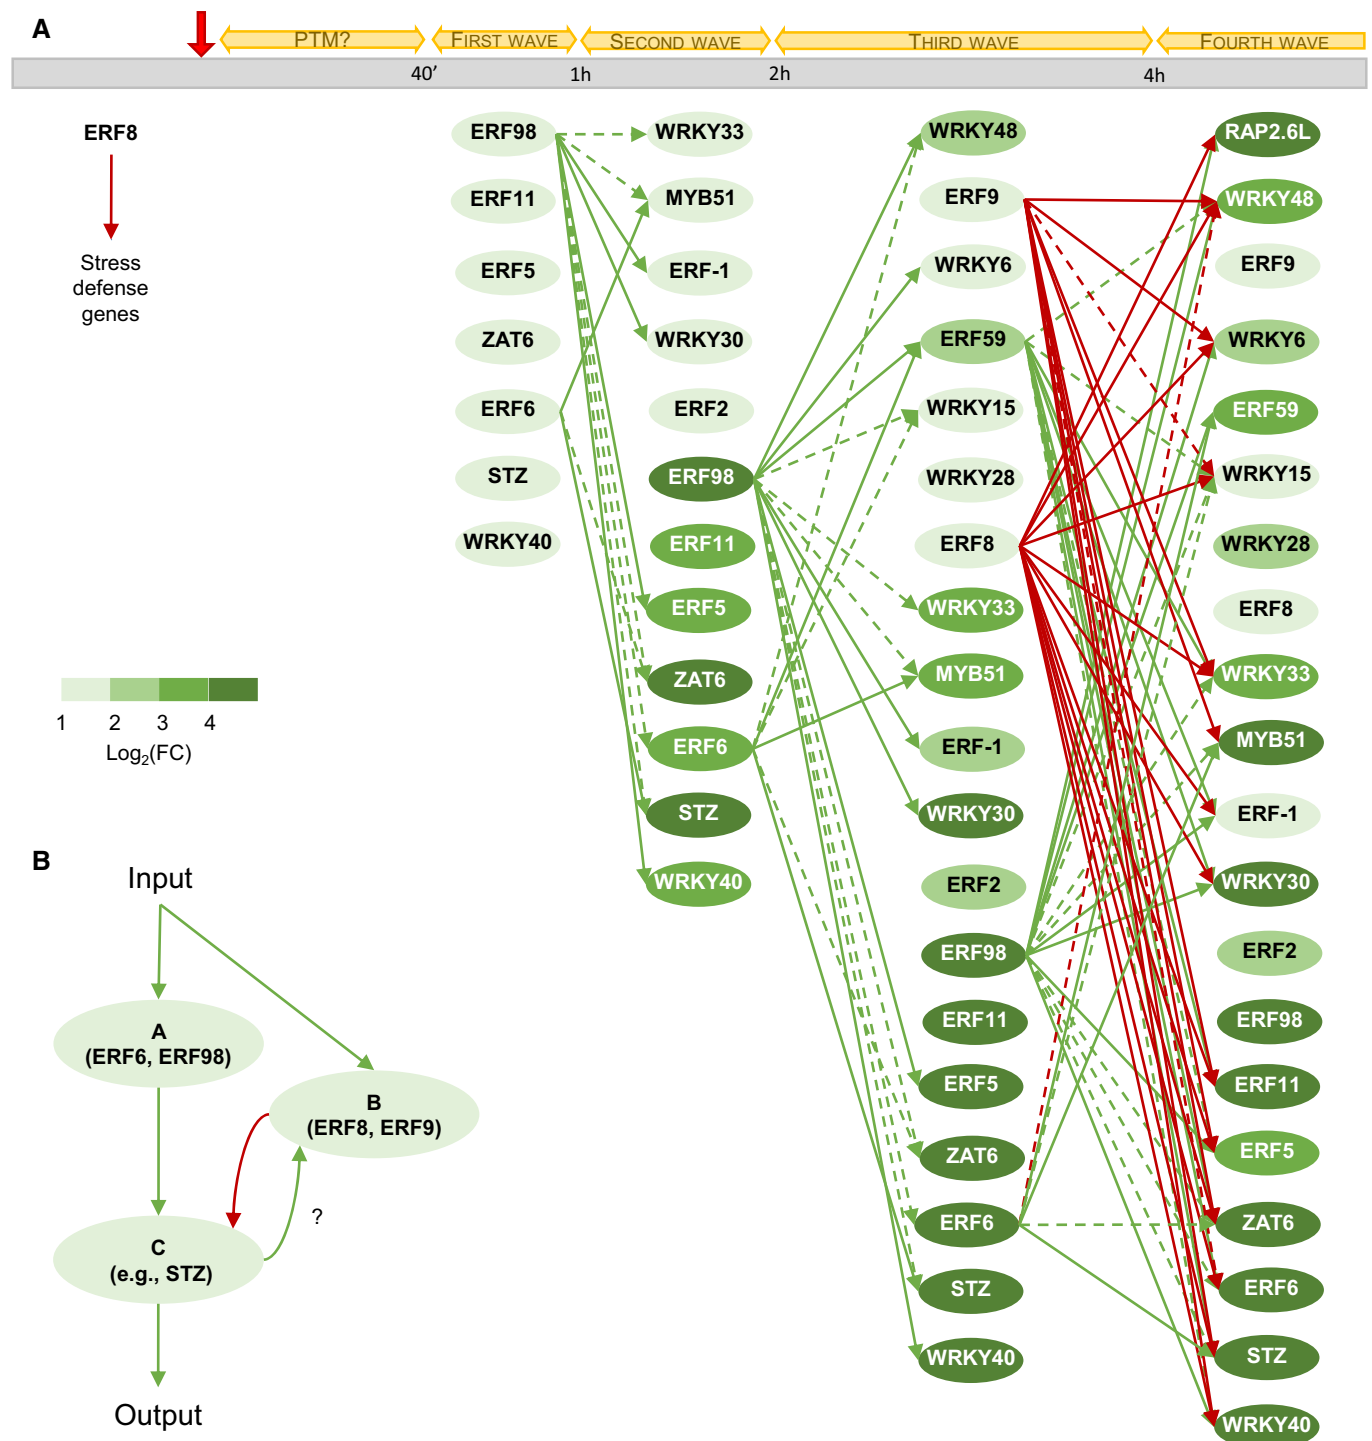 A
PTM?
FIRST WAVE
SECOND WAVE
THIRD WAVE
FOURTH WAVE
40’
1h
2h
4h
ERF8
Stress
defense
genes
ERF98
ERF11
ERF5
ZAT6
ERF6
STZ
WRKY40
WRKY33
MYB51
ERF-1
WRKY30
ERF2
ERF98
ERF11
ERF5
ZAT6
ERF6
STZ
WRKY40
WRKY48
ERF9
WRKY6
ERF59
WRKY15
WRKY28
ERF8
WRKY33
MYB51
ERF-1
WRKY30
ERF2
ERF98
ERF11
ERF5
ZAT6
ERF6
STZ
WRKY40
RAP2.6L
WRKY48
ERF9
WRKY6
ERF59
WRKY15
WRKY28
ERF8
WRKY33
MYB51
ERF-1
WRKY30
ERF2
ERF98
ERF11
ERF5
ZAT6
ERF6
STZ
WRKY40
1 2 3 4
Log2(FC)
B
Input
A
(ERF6, ERF98)
B
(ERF8, ERF9)
?
C
(e.g., STZ)
Output